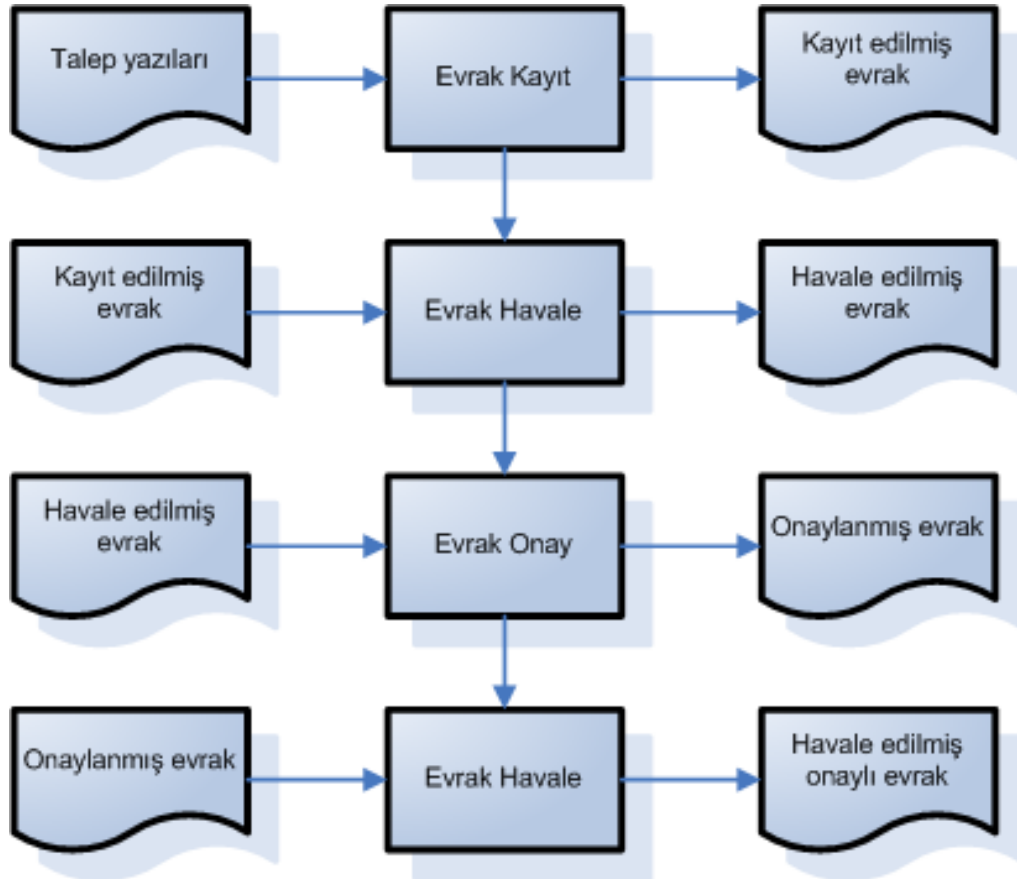 Talep yazıları
Evrak Kayıt
Kayıt edilmiş
evrak
Kayıt edilmiş
evrak
Evrak Havale
Havale edilmiş
evrak
Havale edilmiş
evrak
Evrak Onay
Onaylanmış evrak
Onaylanmış evrak
Evrak Havale
Havale edilmiş
onaylı evrak